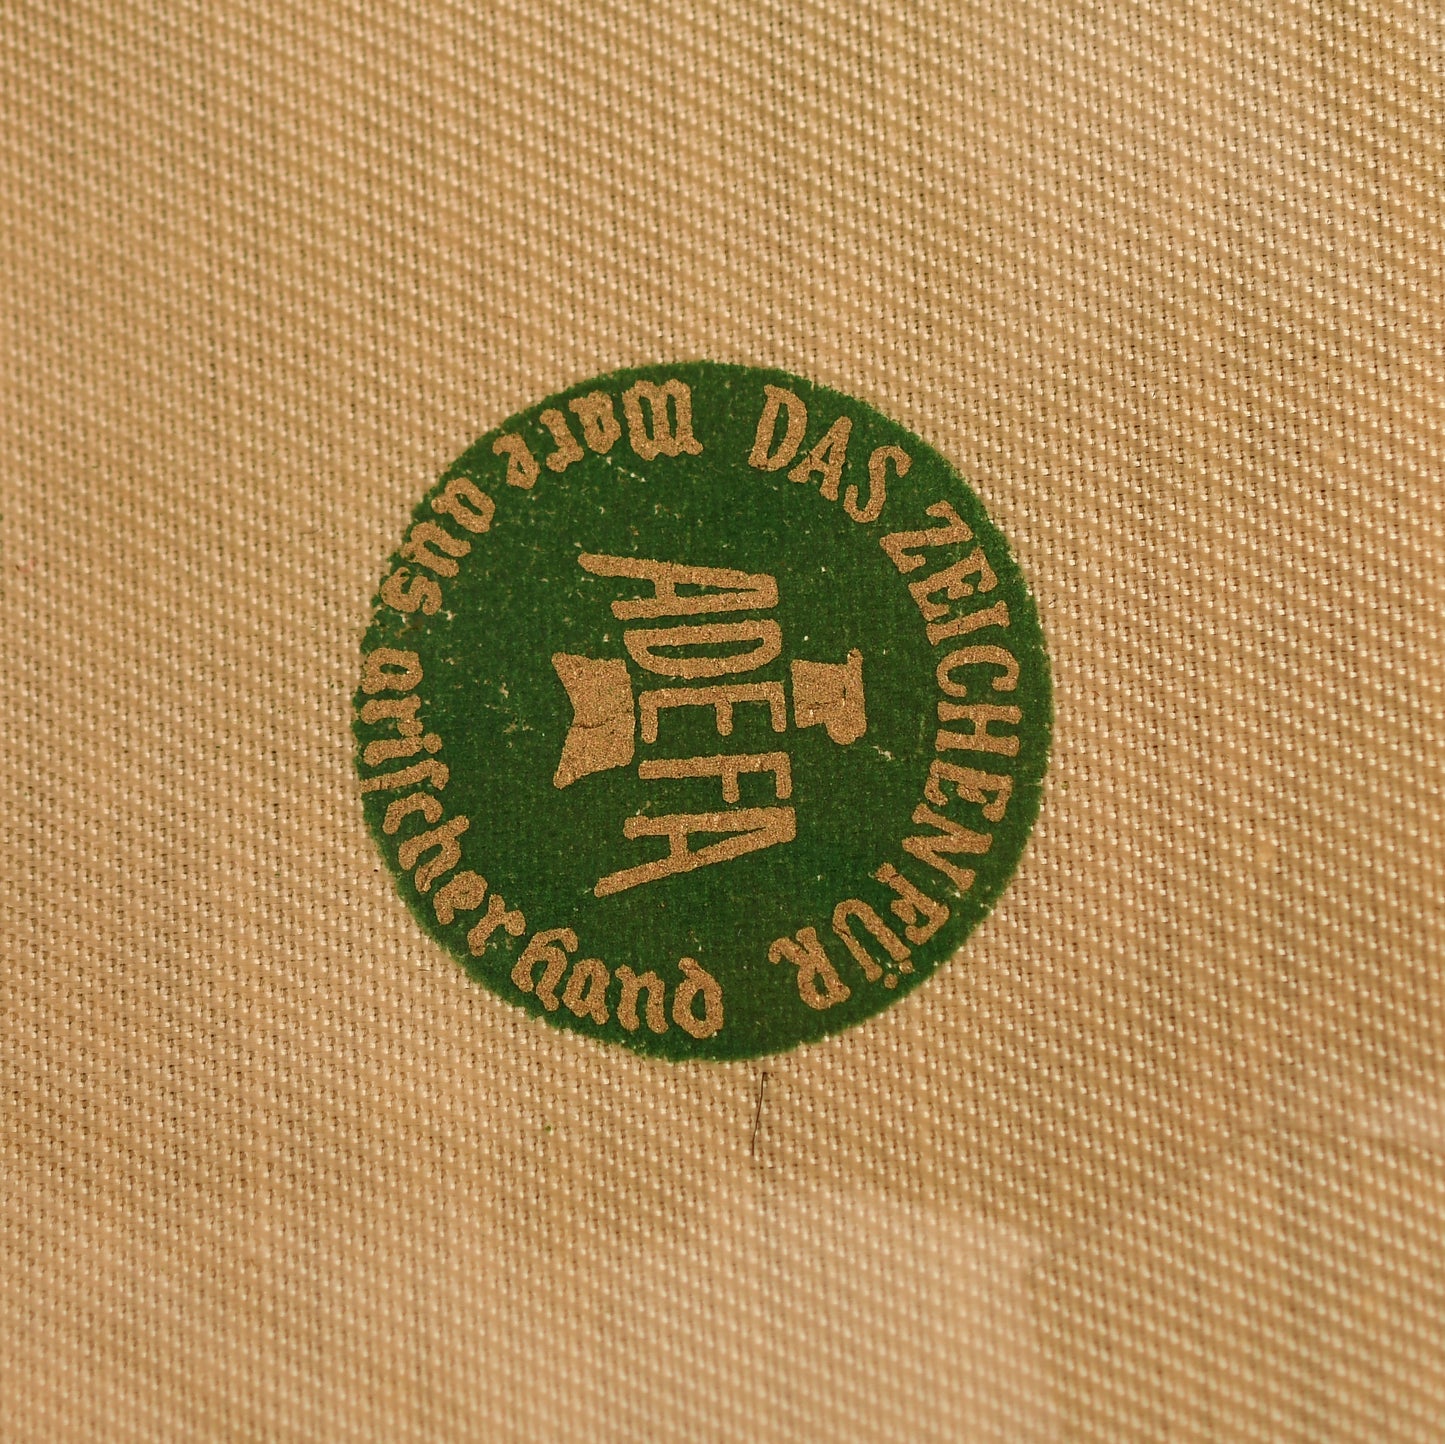 DAS ZEICHEN FÜR
Ware aus arischer Hand
ADEFA